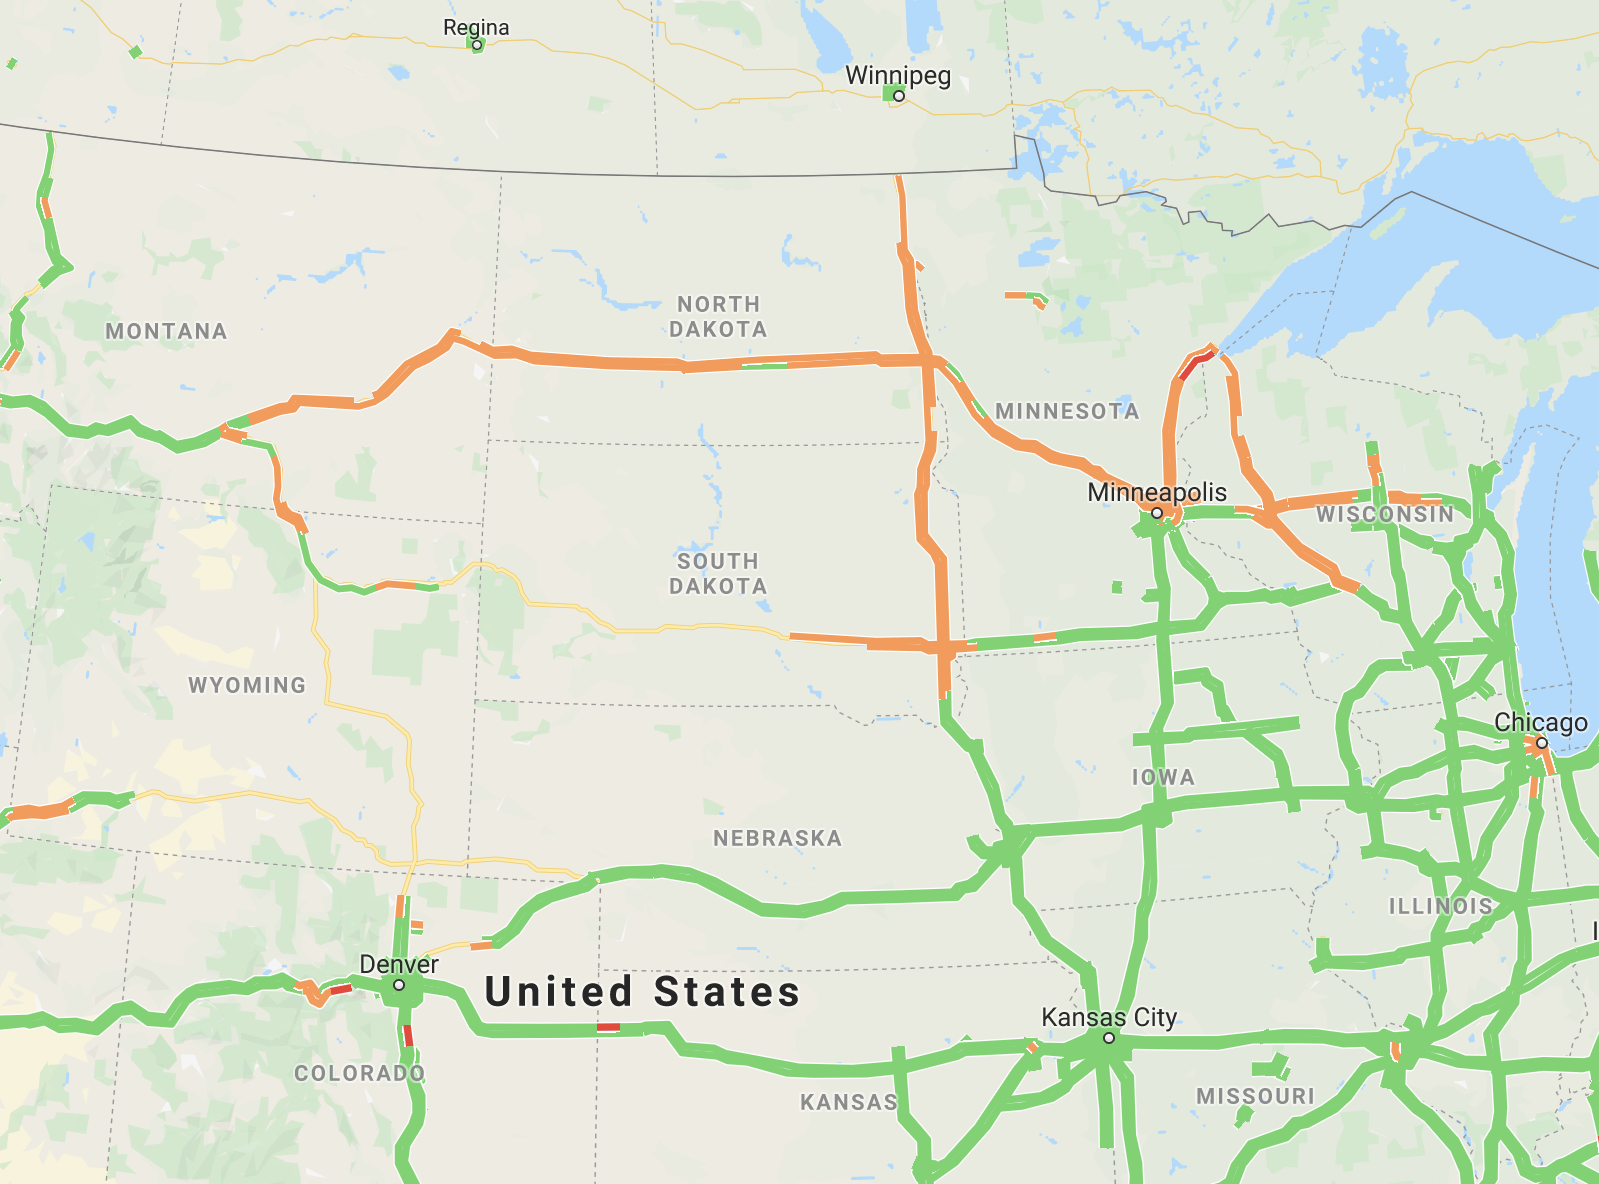 Regina
Winnipeg
NORTH
DAKOTA
MONTANA
MINNESOTA
Minneapolis
WISCONSIN
SOUTH
DAKOTA
WYOMING
Chicago
IOWA
NEBRASKA
ILLINOIS
Denver
United States
Kansas City
COLORADO
KANSAS
MISSOURI